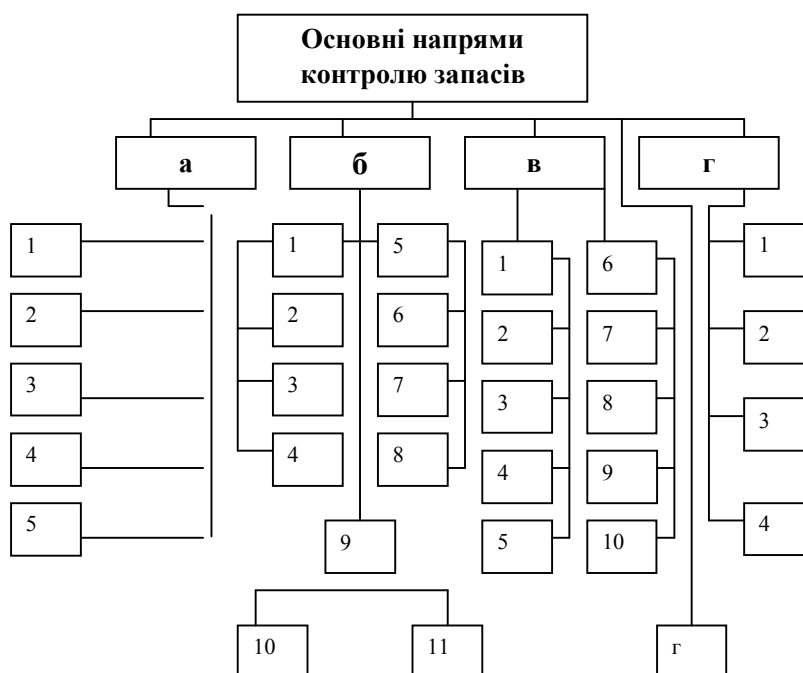 Основні напрями
контролю запасів
а б в г
1 1 5 1 6 1
2 2 6 2 7 2
3 3 7 3 8 3
4 4 8 4 9 4
5 9 5 10
10 11 г